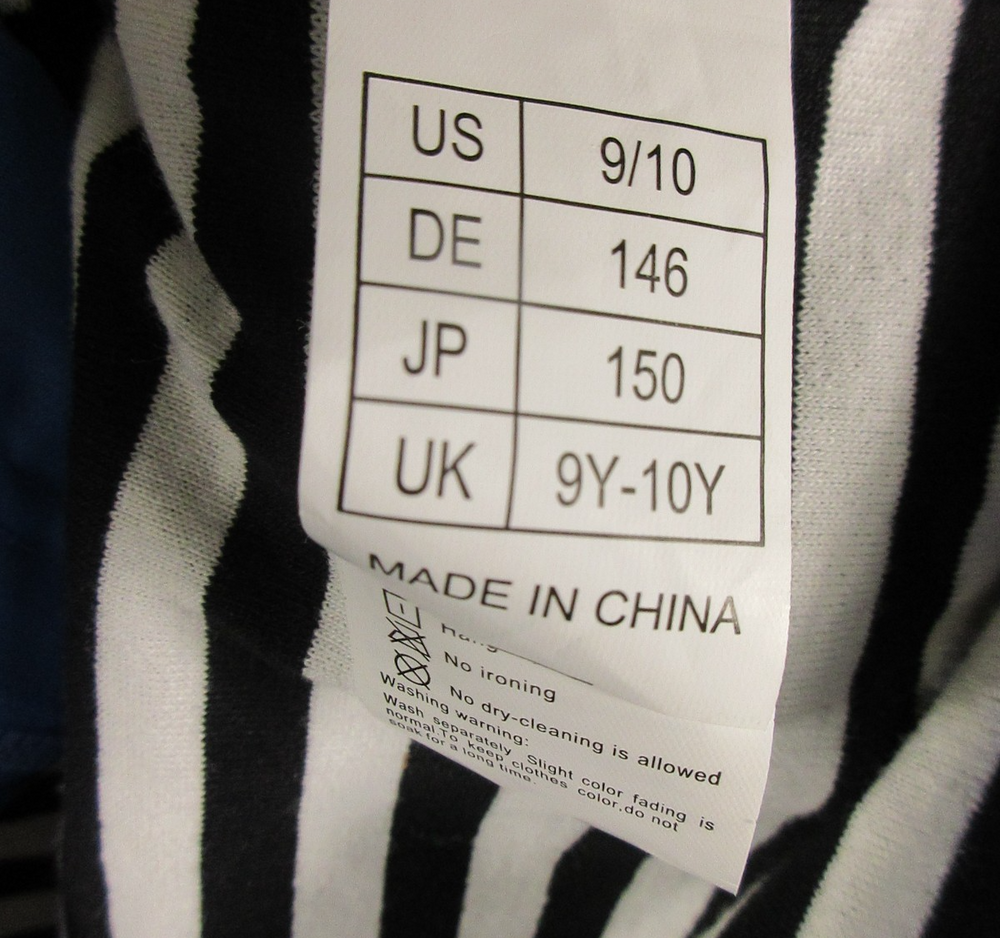 US 9/10
DE 146
JP 150
UK 9Y-10Y
MADE IN CHINA
No ironing
No dry-cleaning is allowed
Washing warning:
Wash separately Slight color fading is
normal.To keep clothes color,do not
soak for a long time.